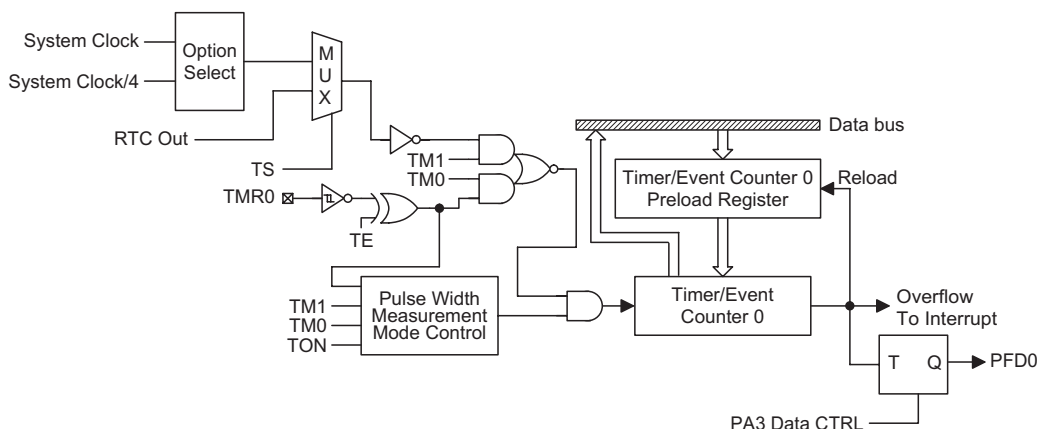 System Clock
System Clock/4
Option
Select
M
U
X
RTC Out
TS
TMR0
TE
TM1
TM0
Data bus
Timer/Event Counter 0
Preload Register
Reload
TM1
TM0
TON
Pulse Width
Measurement
Mode Control
Timer/Event
Counter 0
Overflow
To Interrupt
T Q
PFD0
PA3 Data CTRL